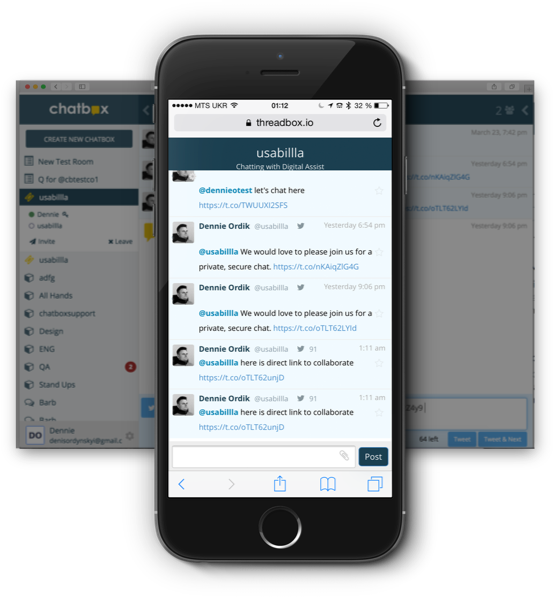 chatbox
CREATE NEW CHATBOX
New Test Room
Q for @cbtestco1
usabillla
Dennie
usabillla
Invite
Leave
usabillla
adfg
All Hands
chatboxsupport
Design
ENG
QA 3
Stand Ups
Barb
Barb
DO Dennie
denisordynskyi@gmail.c
MTS UKR 01:12 32 %
threadbox.io
usabillla
Chatting with Digital Assist
@dennieotest let's chat here
https://t.co/TWUUXI2SFS
Dennie Ordik @usabillla Yesterday 6:54 pm
@usabillla We would love to please join us for a
private, secure chat. https://t.co/nKAiqZlG4G
Dennie Ordik @usabillla Yesterday 9:06 pm
@usabillla We would love to please join us for a
private, secure chat. https://t.co/oTLT62LYld
Dennie Ordik @usabillla 91 1:11 am
@usabillla here is direct link to collaborate
https://t.co/oTLT62unjD
Dennie Ordik @usabillla 91 1:11 am
@usabillla here is direct link to collaborate
https://t.co/oTLT62unjD
Post
2
March 23, 7:42 pm
Yesterday 6:54 pm
KAiqZlG4G
Yesterday 9:08 pm
oTLT62LYld
Yesterday 9:06 pm
64 left
Tweet
Tweet & Next